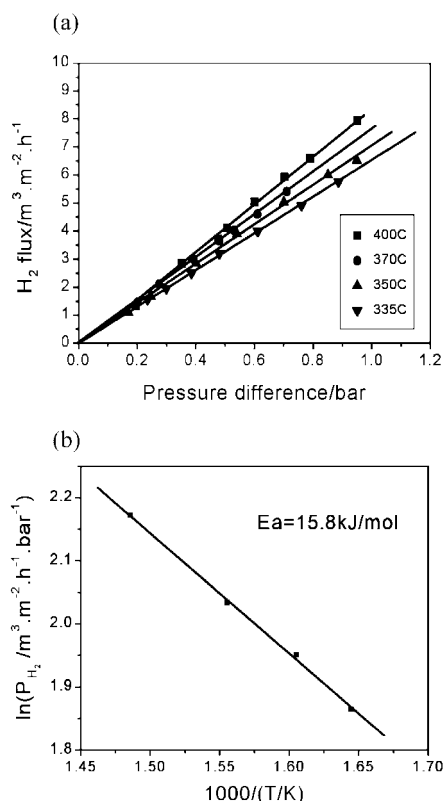 (a)
H₂ flux/m³.m⁻².h⁻¹
10
9
8
7
6
5
4
3
2
1
0
400C
370C
350C
335C
0.0 0.2 0.4 0.6 0.8 1.0 1.2
Pressure difference/bar
(b)
ln(P_H₂ /m³.m⁻².h⁻¹.bar⁻¹)
2.2
2.1
2.0
1.9
1.8
Ea=15.8kJ/mol
1.45 1.50 1.55 1.60 1.65 1.70
1000/(T/K)